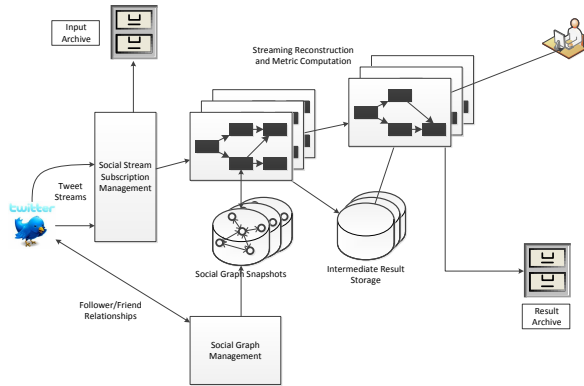 Input
Archive
Streaming Reconstruction
and Metric Computation
Social Stream
Subscription
Management
Tweet
Streams
twitter
Social Graph Snapshots
Intermediate Result
Storage
Follower/Friend
Relationships
Result
Archive
Social Graph
Management